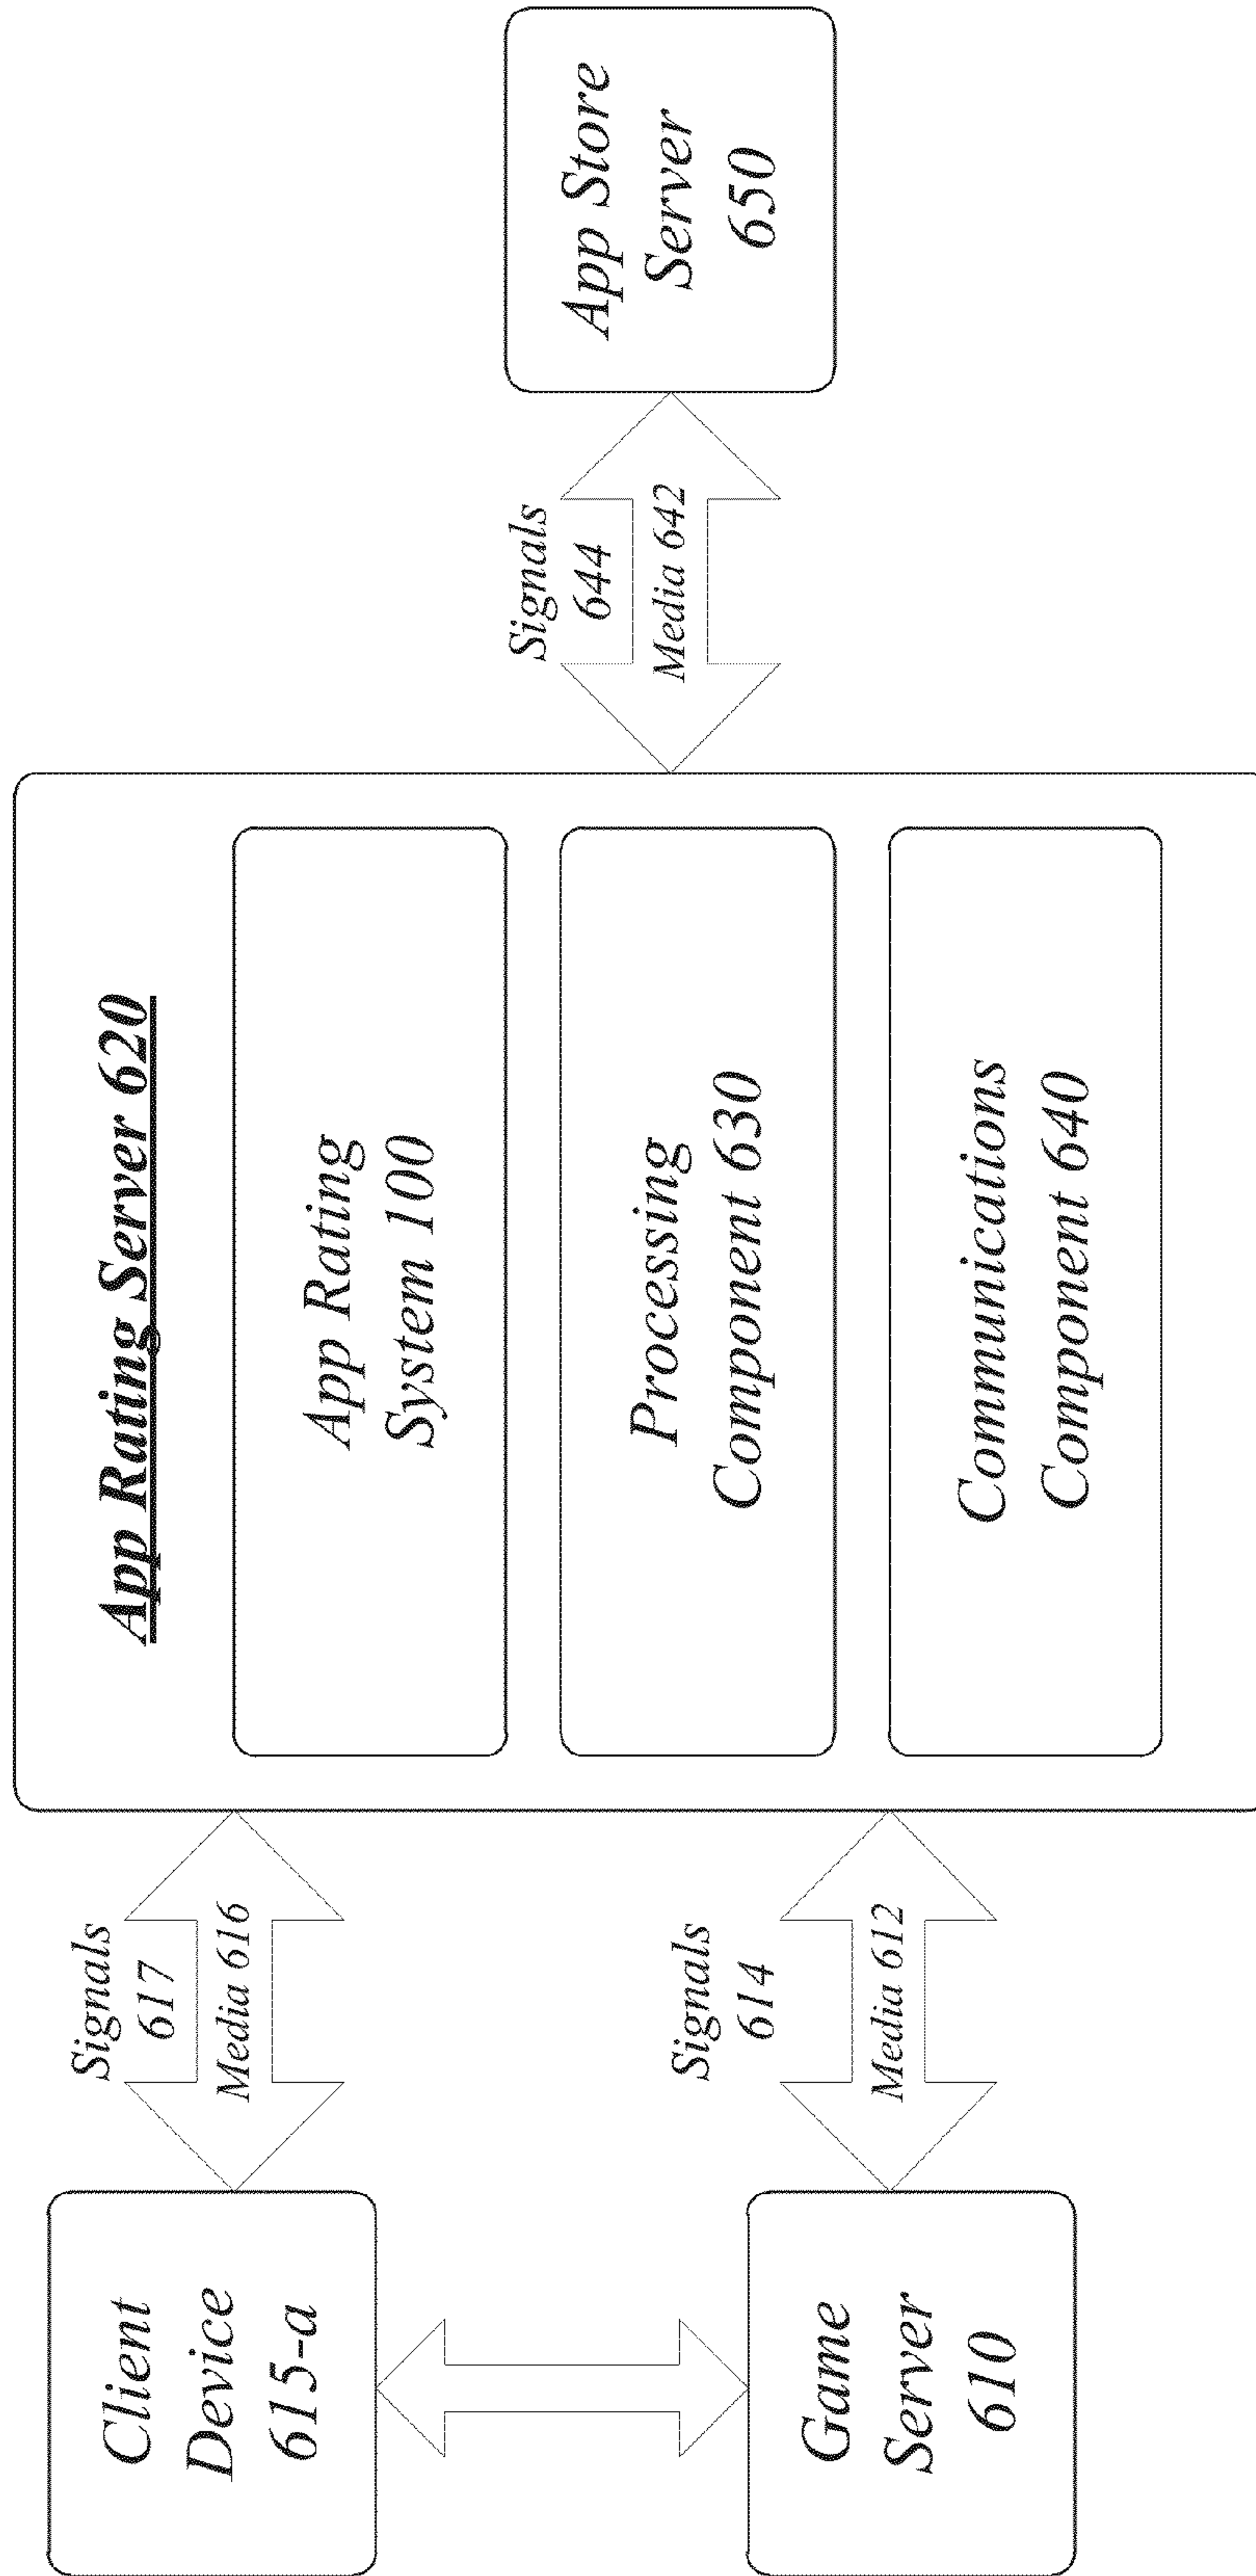 Client
Device
615-a
Signals
617
Media 616
Game
Server
610
Signals
614
Media 612
App Rating Server 620
App Rating
System 100
Processing
Component 630
Communications
Component 640
Signals
644
Media 642
App Store
Server
650